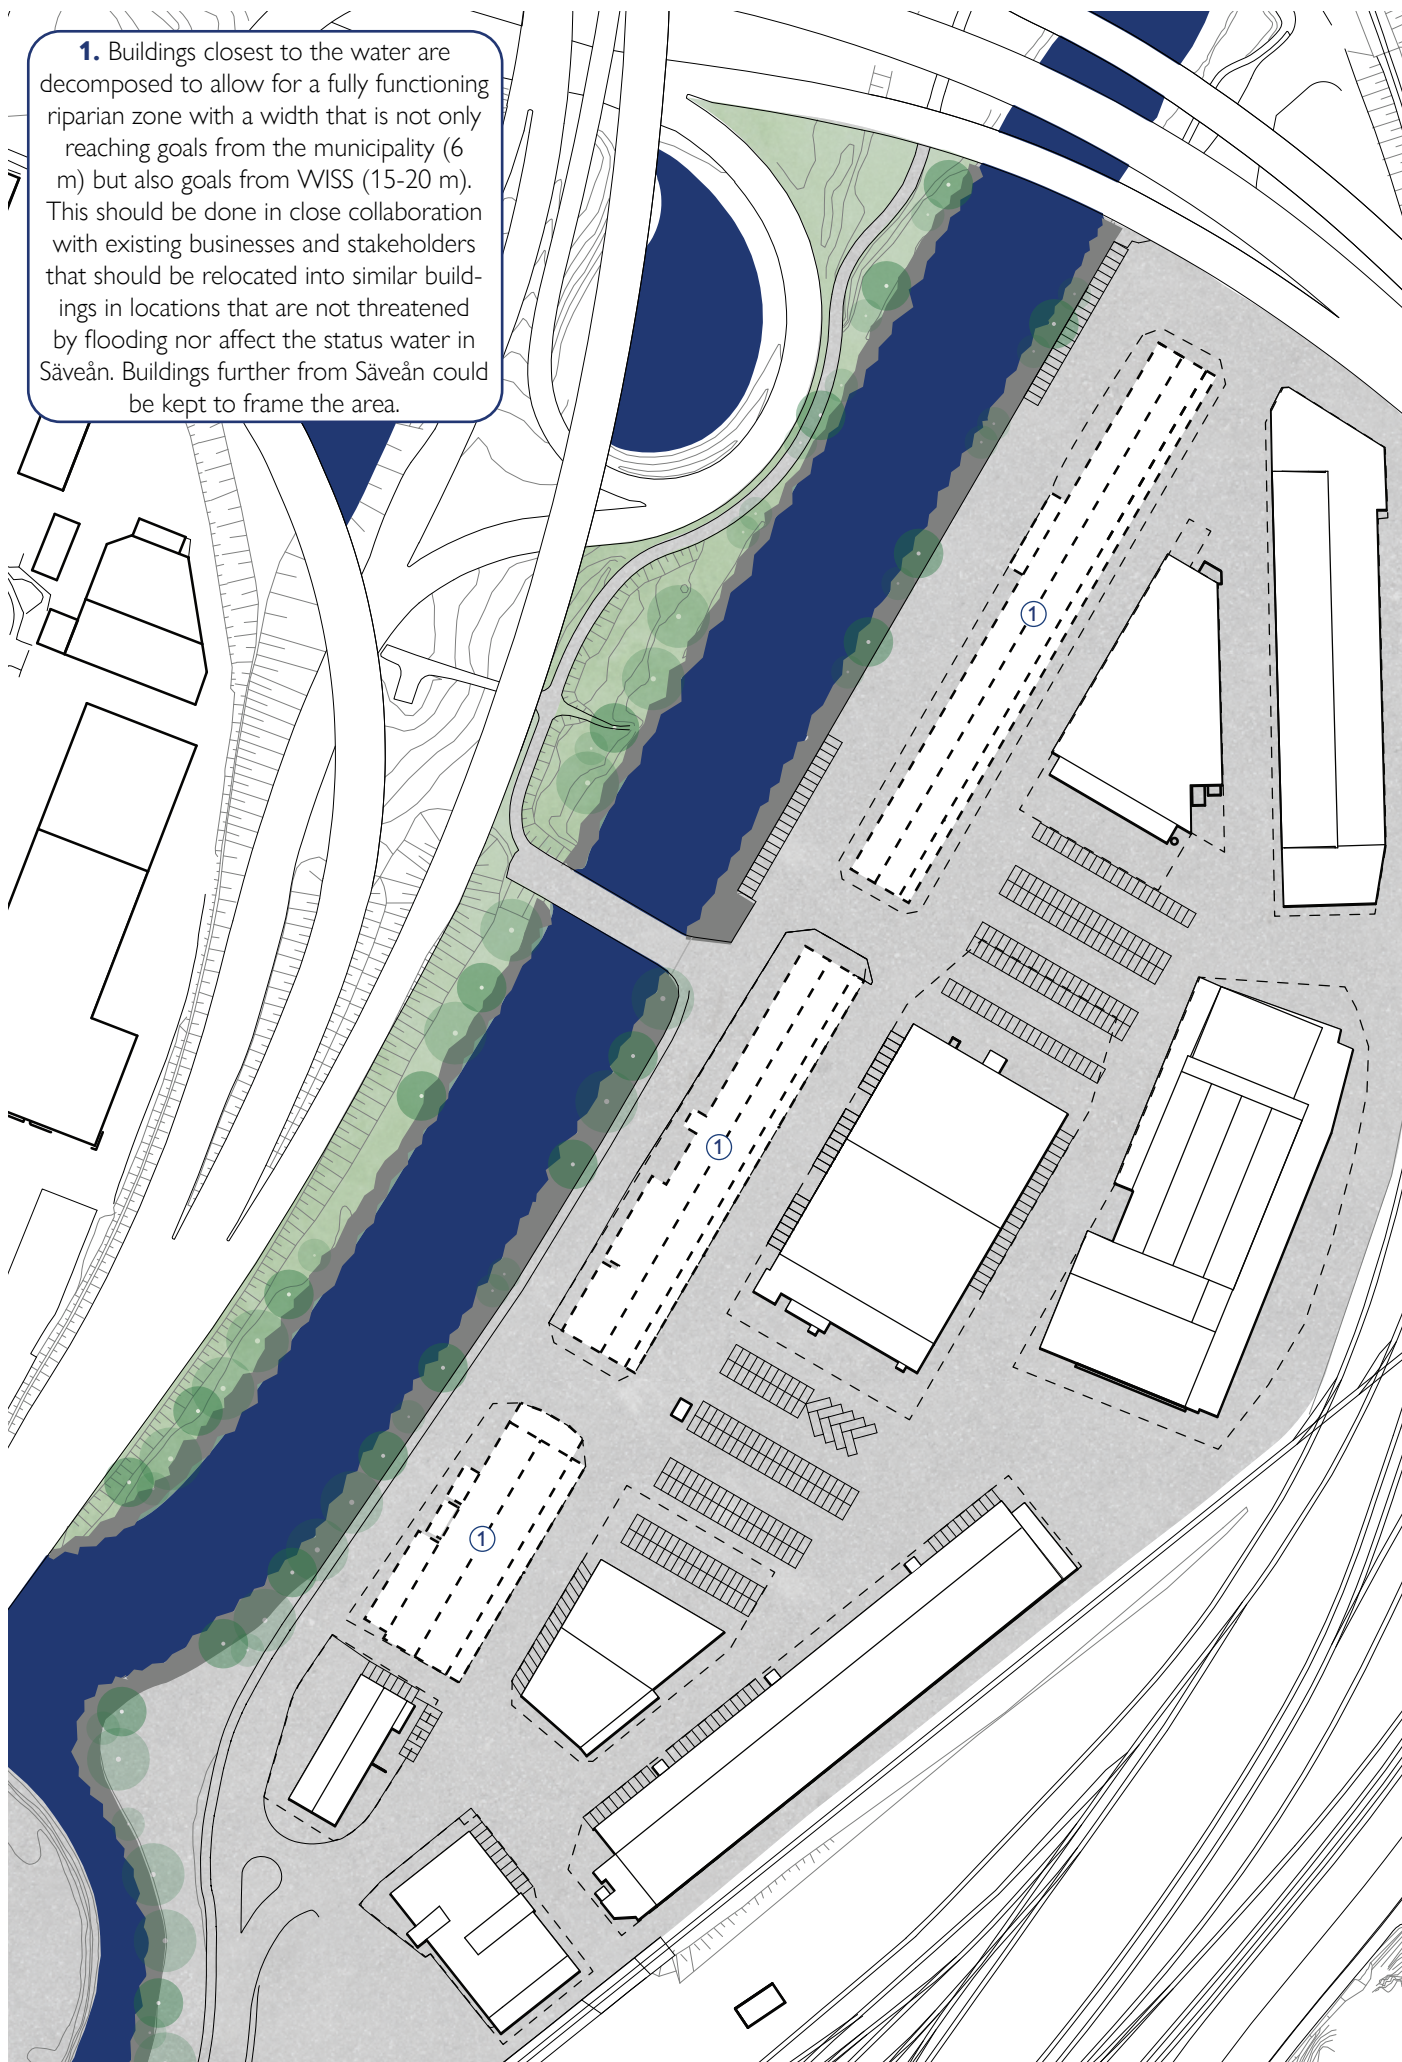 1. Buildings closest to the water are
decomposed to allow for a fully functioning
riparian zone with a width that is not only
reaching goals from the municipality (6
m) but also goals from WISS (15-20 m).
This should be done in close collaboration
with existing businesses and stakeholders
that should be relocated into similar build-
ings in locations that are not threatened
by flooding nor affect the status water in
Säveån. Buildings further from Säveån could
be kept to frame the area.
1
1
1